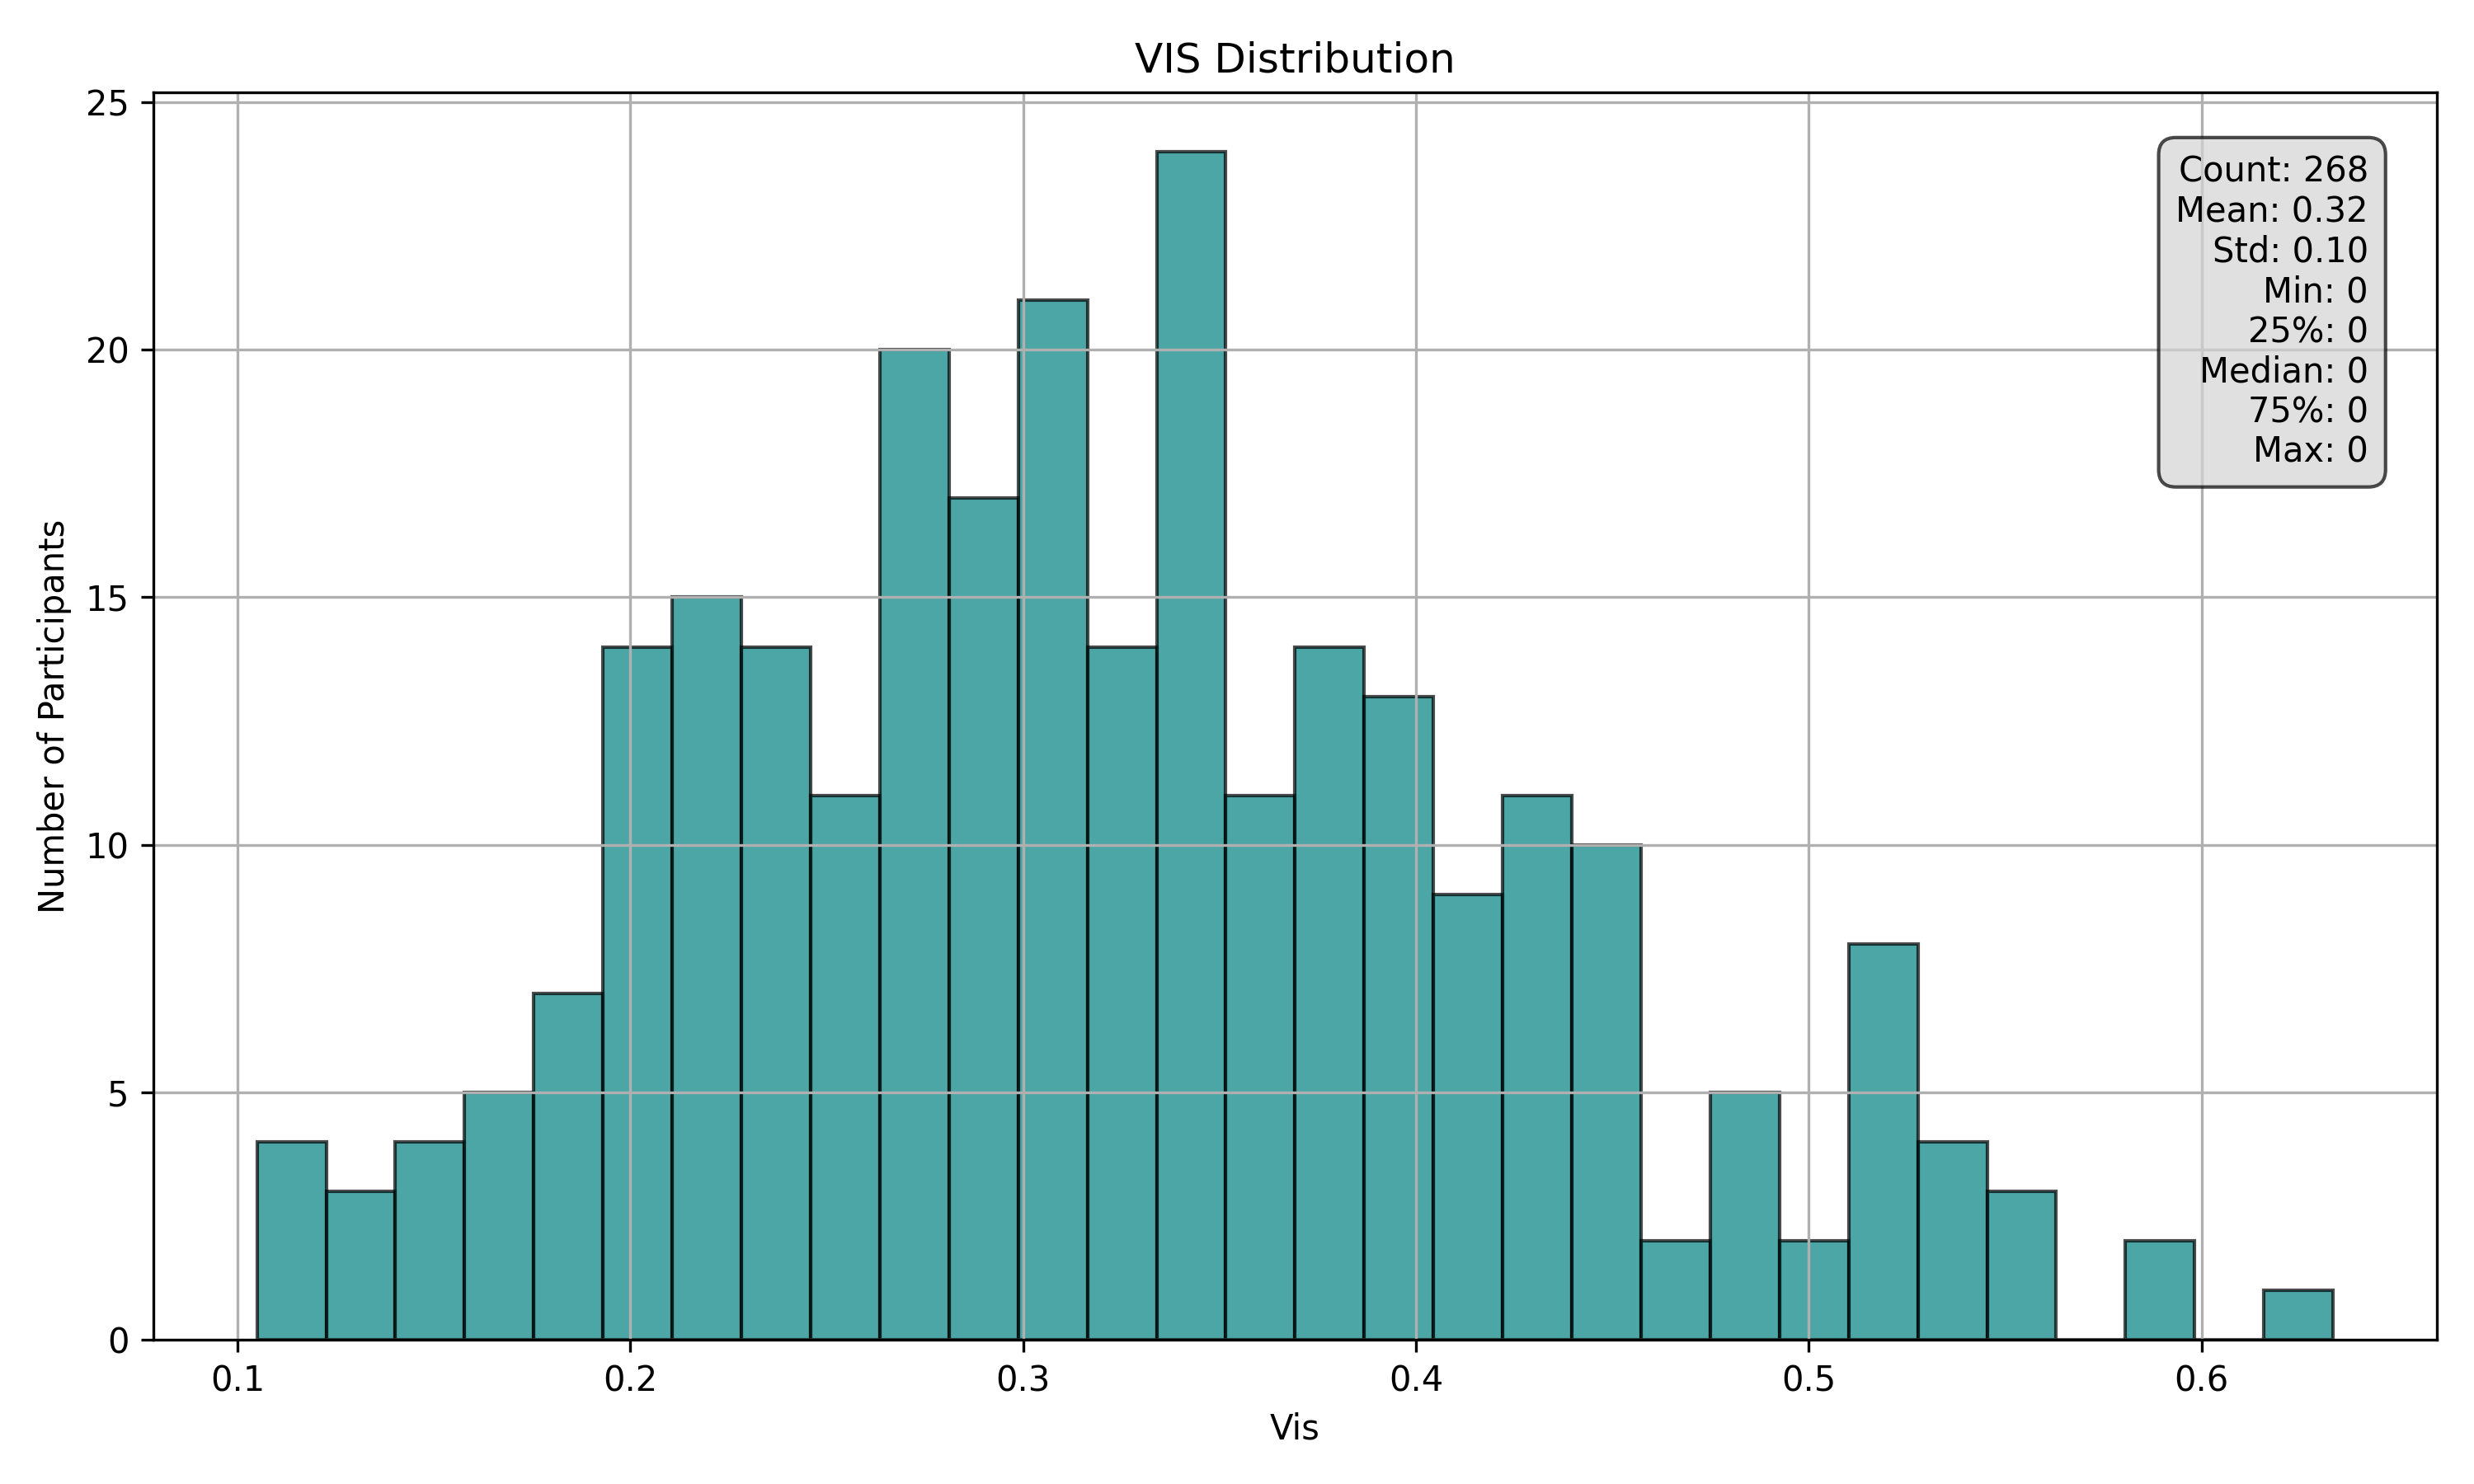 VIS Distribution
25
20
15
10
5
0
Number of Participants
Count: 268
Mean: 0.32
Std: 0.10
Min: 0
25%: 0
Median: 0
75%: 0
Max: 0
0.1 0.2 0.3 0.4 0.5 0.6
Vis